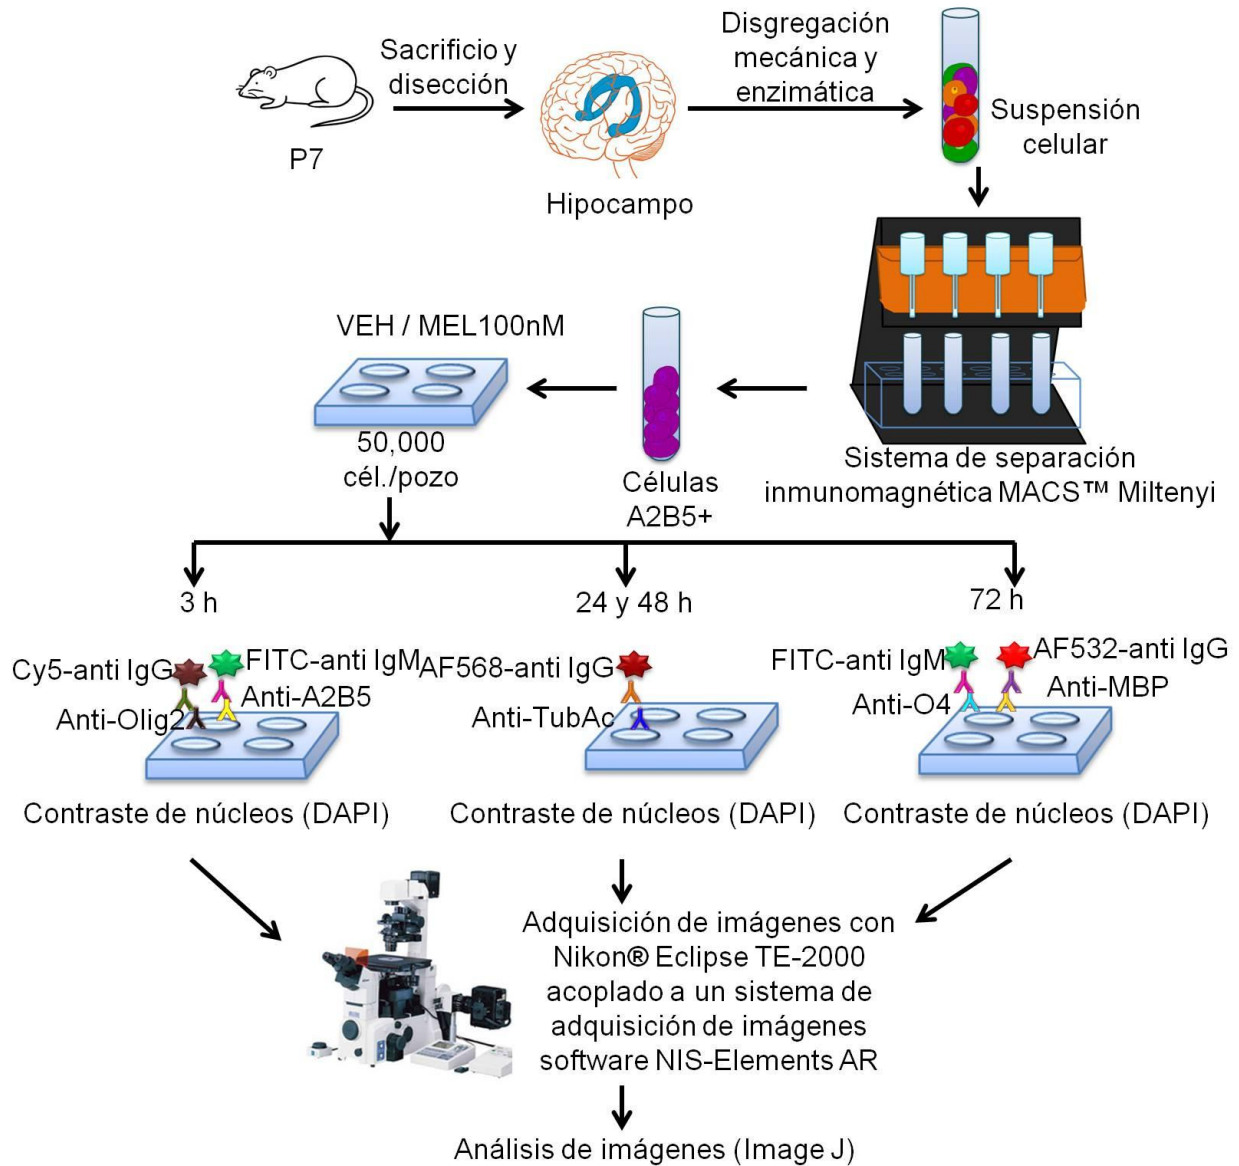 Sacrificio y
disección
Disgregación
mecánica y
enzimática
P7
Hipocampo
Suspensión
celular
VEH / MEL100nM
50,000
cél./pozo
Células
A2B5+
Sistema de separación
inmunomagnética MACS™ Miltenyi
3 h
24 y 48 h
72 h
Cy5-anti IgG
FITC-anti IgM
Anti-Olig2
Anti-A2B5
AF568-anti IgG
Anti-TubAc
FITC-anti IgM
AF532-anti IgG
Anti-O4
Anti-MBP
Contraste de núcleos (DAPI)
Contraste de núcleos (DAPI)
Contraste de núcleos (DAPI)
Adquisición de imágenes con
Nikon® Eclipse TE-2000
acoplado a un sistema de
adquisición de imágenes
software NIS-Elements AR
Análisis de imágenes (Image J)